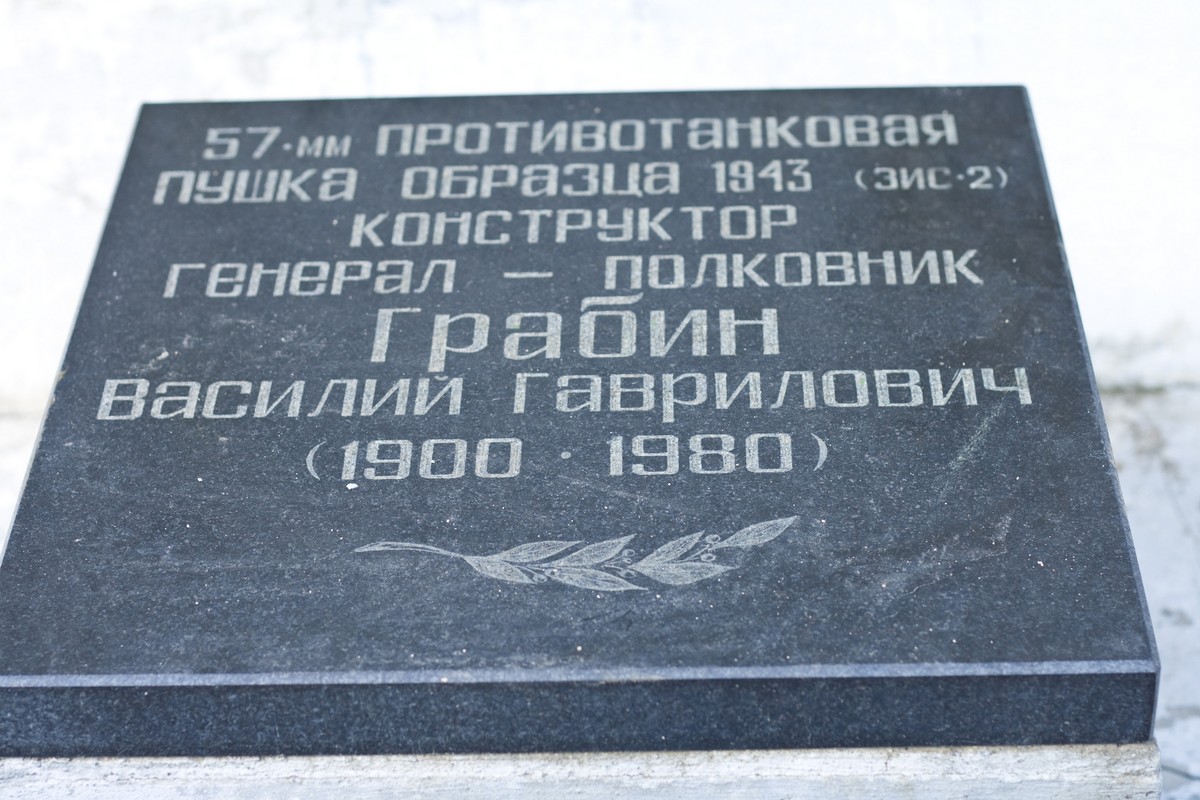 57-мм ПРОТИВОТАНКОВАЯ
ПУШКА ОБРАЗЦА 1943 (ЗИС-2)
КОНСТРУКТОР
ГЕНЕРАЛ – ПОЛКОВНИК
Грабин
Василий Гаврилович
(1900 · 1980)